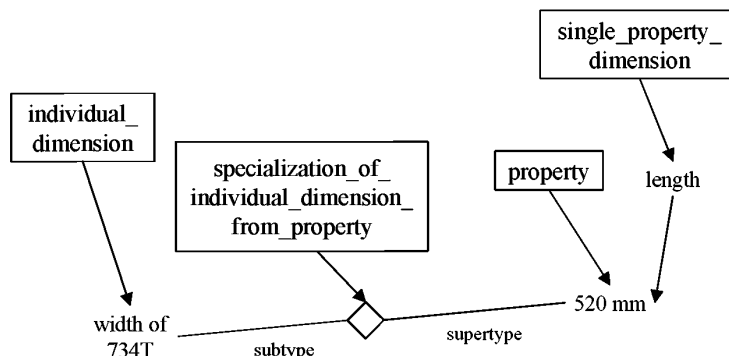 single_property_
dimension
individual_
dimension
specialization_of_
individual_dimension_
from_property
property
length
520 mm
width of
734T
subtype
supertype